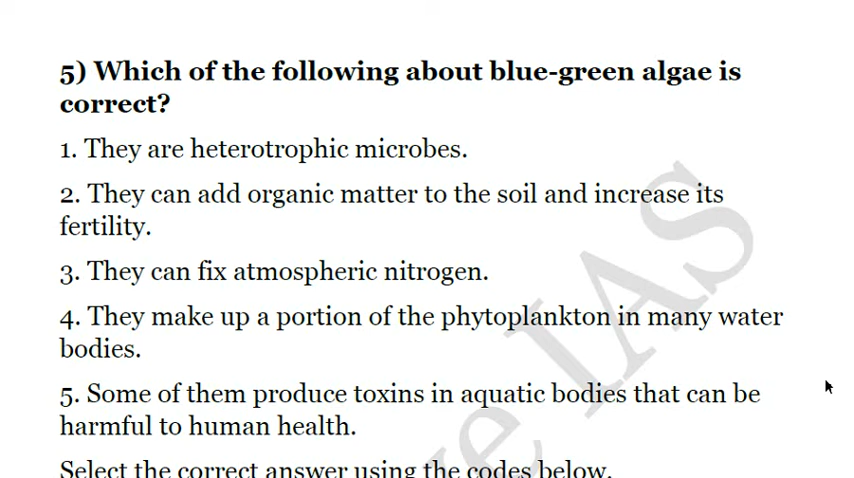 5) Which of the following about blue-green algae is
correct?
1. They are heterotrophic microbes.
2. They can add organic matter to the soil and increase its
fertility.
3. They can fix atmospheric nitrogen.
4. They make up a portion of the phytoplankton in many water
bodies.
5. Some of them produce toxins in aquatic bodies that can be
harmful to human health.
Select the correct answer using the codes below.
IAS